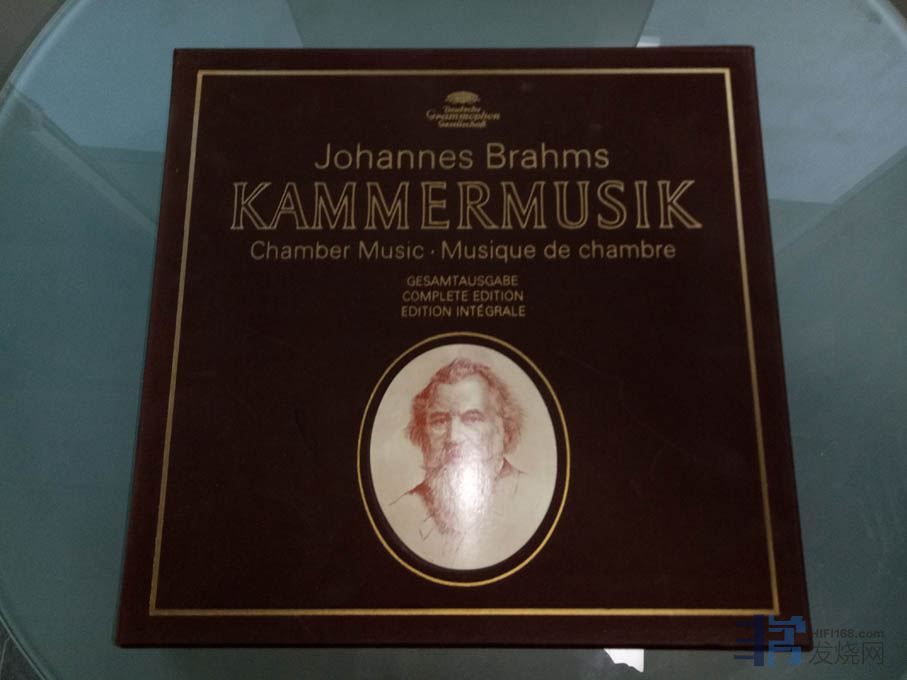 Deutsche
Grammophon
Gesellschaft
Johannes Brahms
KAMMERMUSIK
Chamber Music · Musique de chambre
GESAMTAUSGABE
COMPLETE EDITION
EDITION INTÉGRALE
HIFI168.com
发烧网